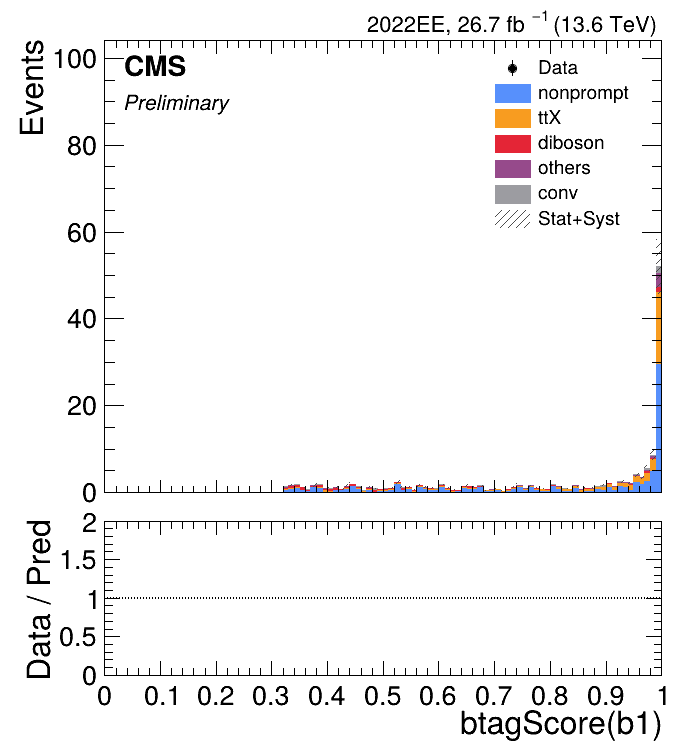 2022EE, 26.7 fb⁻¹ (13.6 TeV)
Events
CMS
Preliminary
Data
nonprompt
ttX
diboson
others
conv
Stat+Syst
100
80
60
40
20
0
Data / Pred
2
1.5
1
0.5
0
0 0.1 0.2 0.3 0.4 0.5 0.6 0.7 0.8 0.9 1
btagScore(b1)